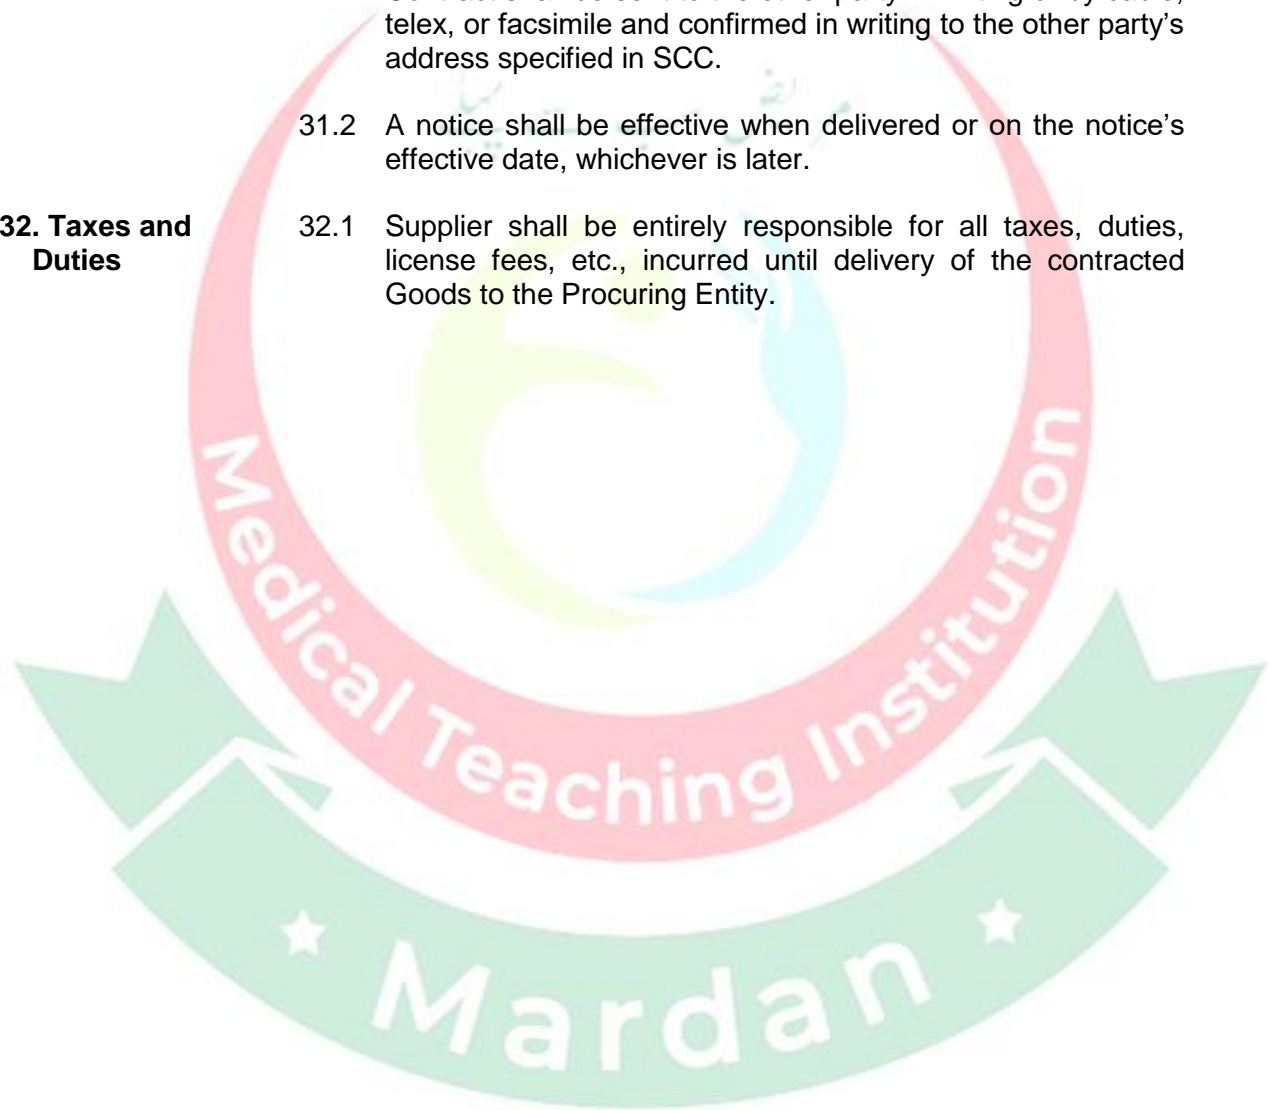 telex, or facsimile and confirmed in writing to the other party’s
address specified in SCC.
31.2 A notice shall be effective when delivered or on the notice’s
effective date, whichever is later.
32. Taxes and
Duties
32.1 Supplier shall be entirely responsible for all taxes, duties,
license fees, etc., incurred until delivery of the contracted
Goods to the Procuring Entity.
Medical Teaching Institution
Mardan